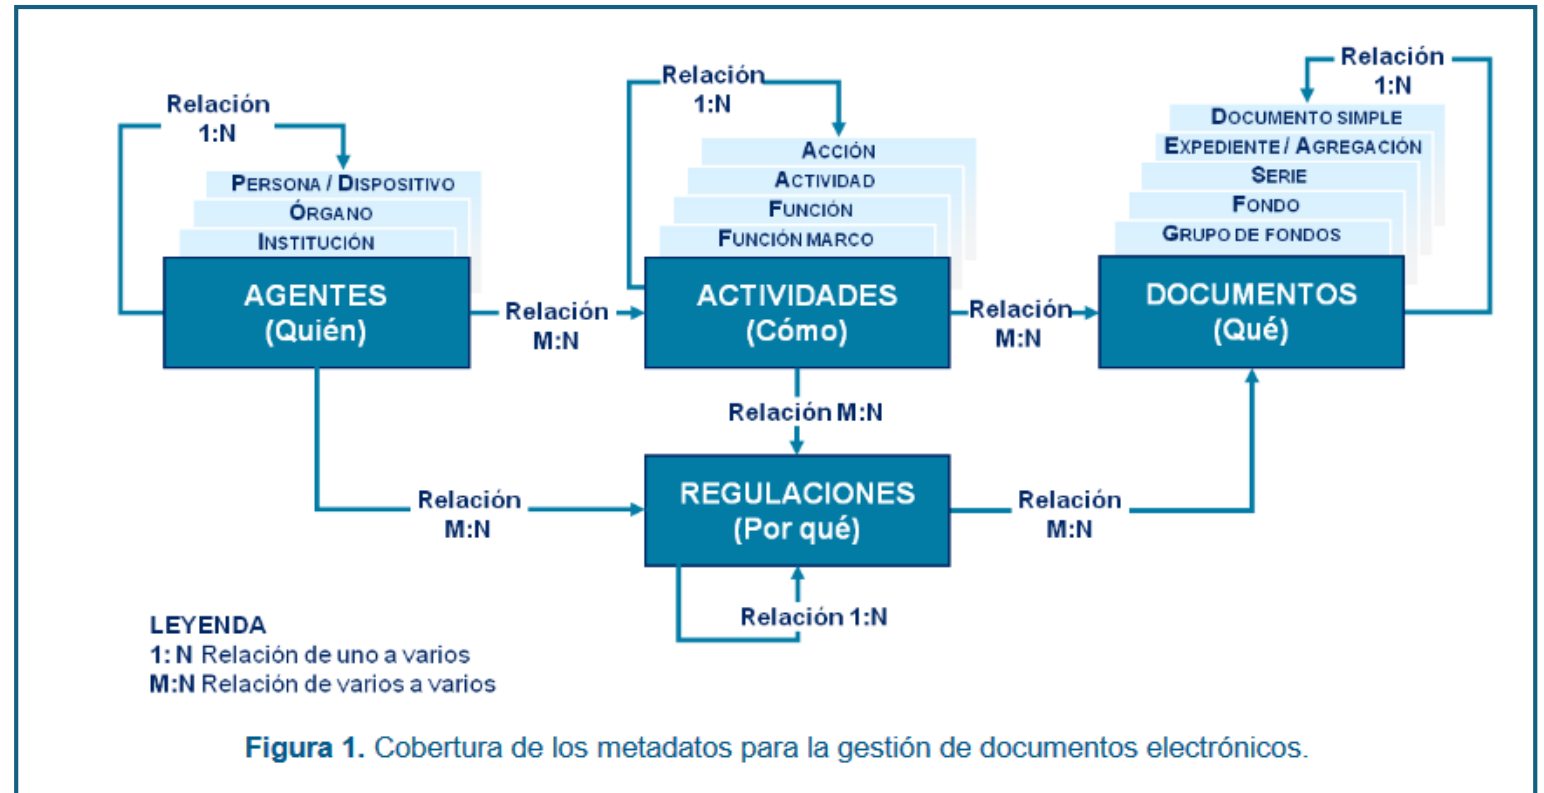 Relación
1:N
PERSONA / DISPOSITIVO
ÓRGANO
INSTITUCIÓN
AGENTES
(Quién)
Relación
M:N
Relación
1:N
ACCIÓN
ACTIVIDAD
FUNCIÓN
FUNCIÓN MARCO
ACTIVIDADES
(Cómo)
Relación
M:N
Relación
1:N
DOCUMENTO SIMPLE
EXPEDIENTE / AGREGACIÓN
SERIE
FONDO
GRUPO DE FONDOS
DOCUMENTOS
(Qué)
Relación M:N
Relación
M:N
REGULACIONES
(Por qué)
Relación
M:N
Relación 1:N
LEYENDA
1: N Relación de uno a varios
M:N Relación de varios a varios
Figura 1. Cobertura de los metadatos para la gestión de documentos electrónicos.